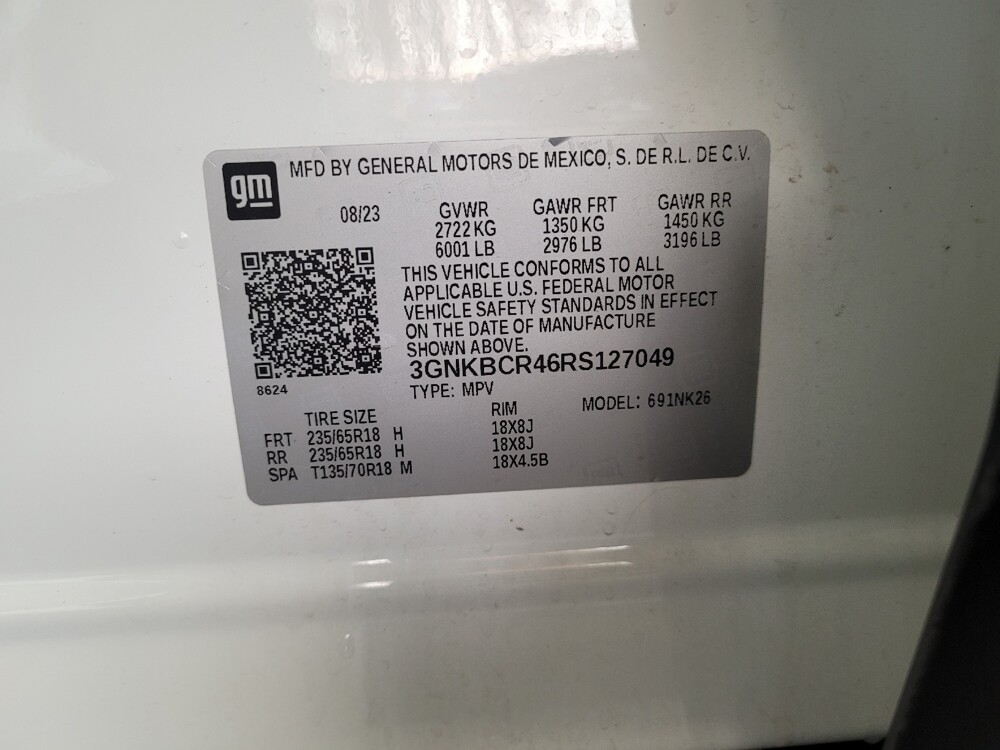 gm
MFD BY GENERAL MOTORS DE MEXICO, S. DE R.L. DE C.V.
08/23 GVWR GAWR FRT GAWR RR
2722 KG 1350 KG 1450 KG
6001 LB 2976 LB 3196 LB
THIS VEHICLE CONFORMS TO ALL
APPLICABLE U.S. FEDERAL MOTOR
VEHICLE SAFETY STANDARDS IN EFFECT
ON THE DATE OF MANUFACTURE
SHOWN ABOVE.
3GNKBCR46RS127049
8624
TYPE: MPV MODEL: 691NK26
TIRE SIZE RIM
FRT 235/65R18 H 18X8J
RR 235/65R18 H 18X8J
SPA T135/70R18 M 18X4.5B